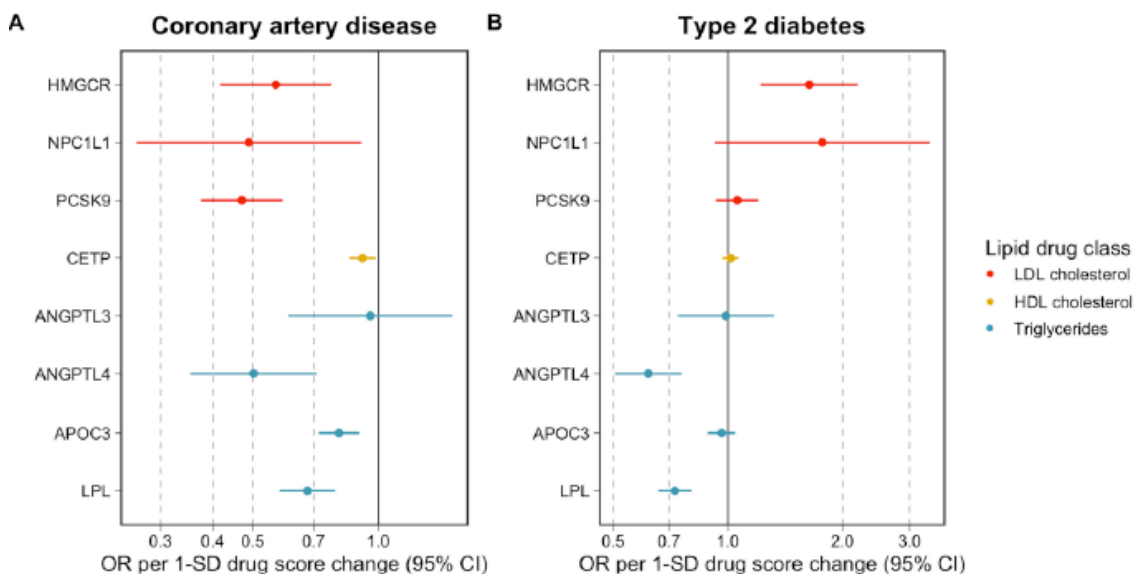 A
Coronary artery disease
HMGCR
NPC1L1
PCSK9
CETP
ANGPTL3
ANGPTL4
APOC3
LPL
0.3 0.4 0.5 0.7 1.0
OR per 1-SD drug score change (95% CI)
B
Type 2 diabetes
HMGCR
NPC1L1
PCSK9
CETP
ANGPTL3
ANGPTL4
APOC3
LPL
0.5 0.7 1.0 2.0 3.0
OR per 1-SD drug score change (95% CI)
Lipid drug class
LDL cholesterol
HDL cholesterol
Triglycerides